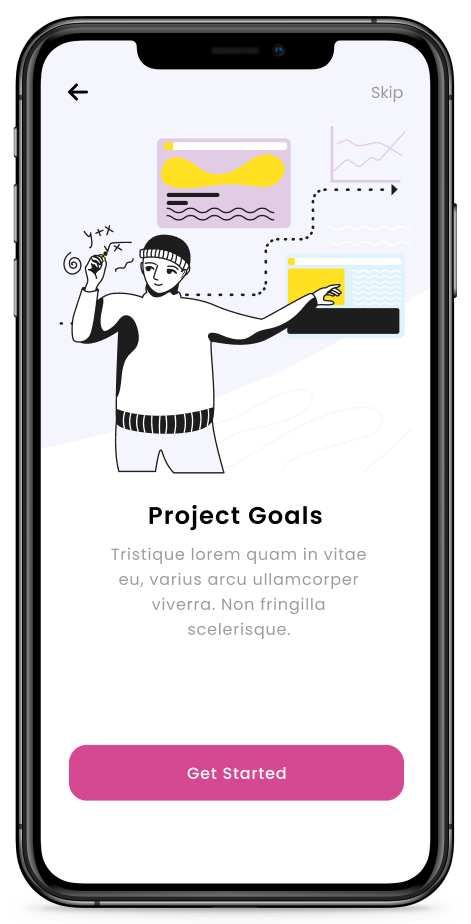 Skip
y+x
x
Project Goals
Tristique lorem quam in vitae
eu, varius arcu ullamcorper
viverra. Non fringilla
scelerisque.
Get Started